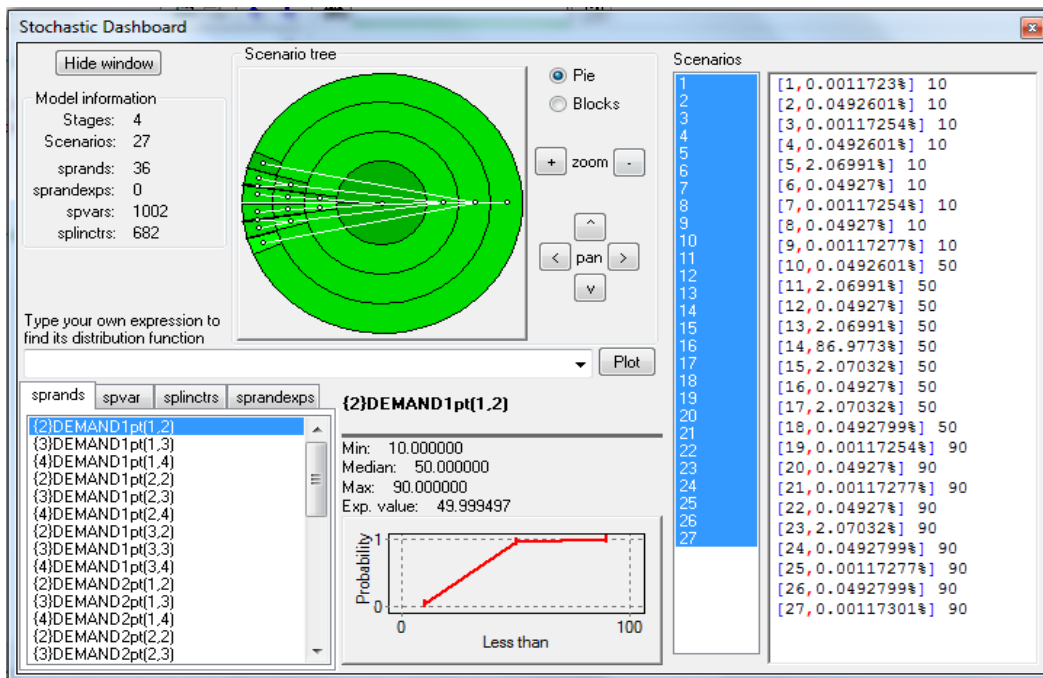 Stochastic Dashboard
Hide window
Model information
Stages: 4
Scenarios: 27
sprands: 36
sprandexps: 0
spvars: 1002
splinctrs: 682
Scenario tree
Pie
Blocks
+ zoom -
^
< pan >
v
Type your own expression to
find its distribution function
Plot
sprands spvar splinctrs sprandexps
{2}DEMAND1pt(1,2)
{3}DEMAND1pt(1,3)
{4}DEMAND1pt(1,4)
{2}DEMAND1pt(2,2)
{3}DEMAND1pt(2,3)
{4}DEMAND1pt(2,4)
{2}DEMAND1pt(3,2)
{3}DEMAND1pt(3,3)
{4}DEMAND1pt(3,4)
{2}DEMAND2pt(1,2)
{3}DEMAND2pt(1,3)
{4}DEMAND2pt(1,4)
{2}DEMAND2pt(2,2)
{3}DEMAND2pt(2,3)
{2}DEMAND1pt(1,2)
Min: 10.000000
Median: 50.000000
Max: 90.000000
Exp. value: 49.999497
Probability
1
0
0 100
Less than
Scenarios
1
2
3
4
5
6
7
8
9
10
11
12
13
14
15
16
17
18
19
20
21
22
23
24
25
26
27
[1,0.0011723%] 10
[2,0.0492601%] 10
[3,0.00117254%] 10
[4,0.0492601%] 10
[5,2.06991%] 10
[6,0.04927%] 10
[7,0.00117254%] 10
[8,0.04927%] 10
[9,0.00117277%] 10
[10,0.0492601%] 50
[11,2.06991%] 50
[12,0.04927%] 50
[13,2.06991%] 50
[14,86.9773%] 50
[15,2.07032%] 50
[16,0.04927%] 50
[17,2.07032%] 50
[18,0.0492799%] 50
[19,0.00117254%] 90
[20,0.04927%] 90
[21,0.00117277%] 90
[22,0.04927%] 90
[23,2.07032%] 90
[24,0.0492799%] 90
[25,0.00117277%] 90
[26,0.0492799%] 90
[27,0.00117301%] 90